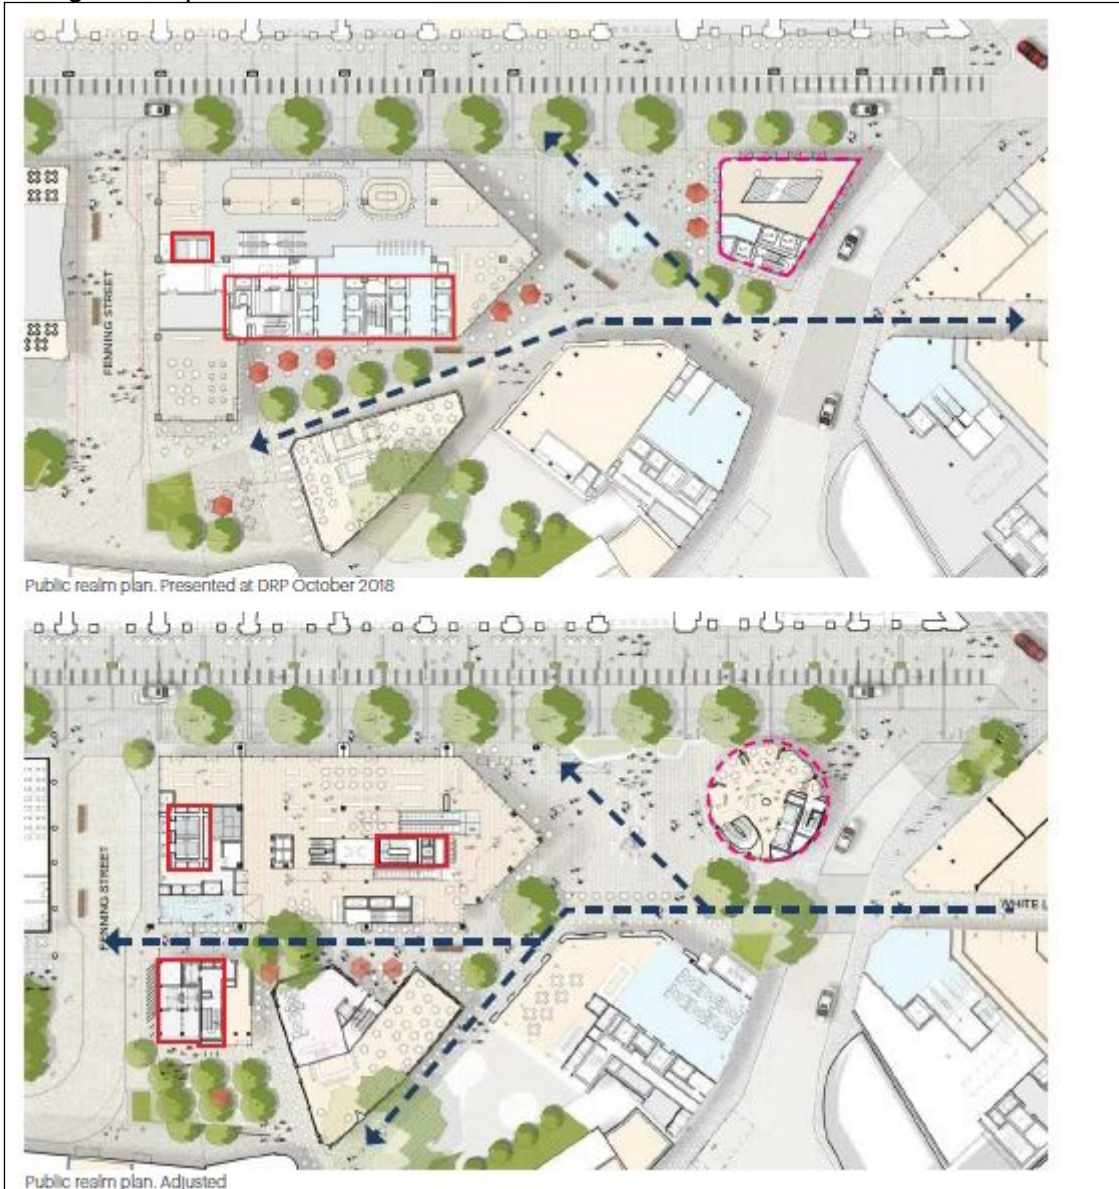 FENNING STREET
Public realm plan. Presented at DRP October 2018
FENNING STREET
WHITE L
Public realm plan. Adjusted